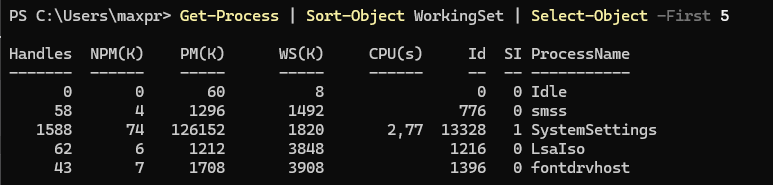 PS C:\Users\maxpr> Get-Process | Sort-Object WorkingSet | Select-Object -First 5
Handles NPM(K) PM(K) WS(K) CPU(s) Id SI ProcessName
------- ------ ----- ----- ------ -- -- -----------
0 0 60 8 0 0 Idle
58 4 1296 1492 776 0 smss
1588 74 126152 1820 2,77 13328 1 SystemSettings
62 6 1212 3848 1216 0 LsaIso
43 7 1708 3908 1396 0 fontdrvhost